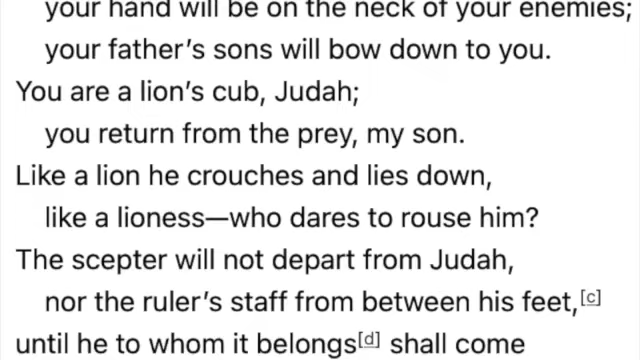 your hand will be on the neck of your enemies;
your father’s sons will bow down to you.
You are a lion’s cub, Judah;
you return from the prey, my son.
Like a lion he crouches and lies down,
like a lioness—who dares to rouse him?
The scepter will not depart from Judah,
nor the ruler’s staff from between his feet,[c]
until he to whom it belongs[d] shall come